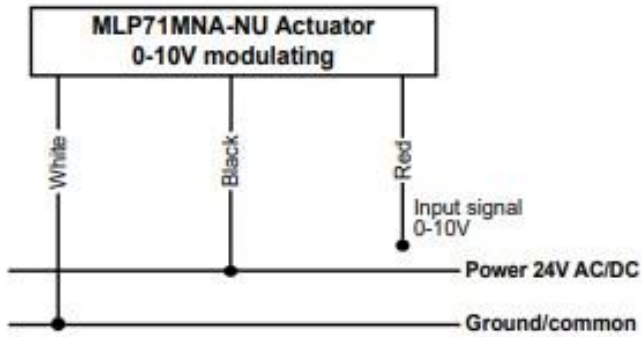 MLP71MNA-NU Actuator
0-10V modulating
White
Black
Red
Input signal
0-10V
Power 24V AC/DC
Ground/common